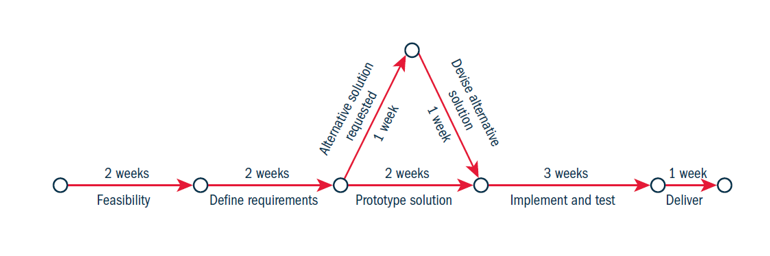 Alternative solution
requested
1 week
Devise alternative
solution
1 week
2 weeks
Feasibility
2 weeks
Define requirements
2 weeks
Prototype solution
3 weeks
Implement and test
1 week
Deliver